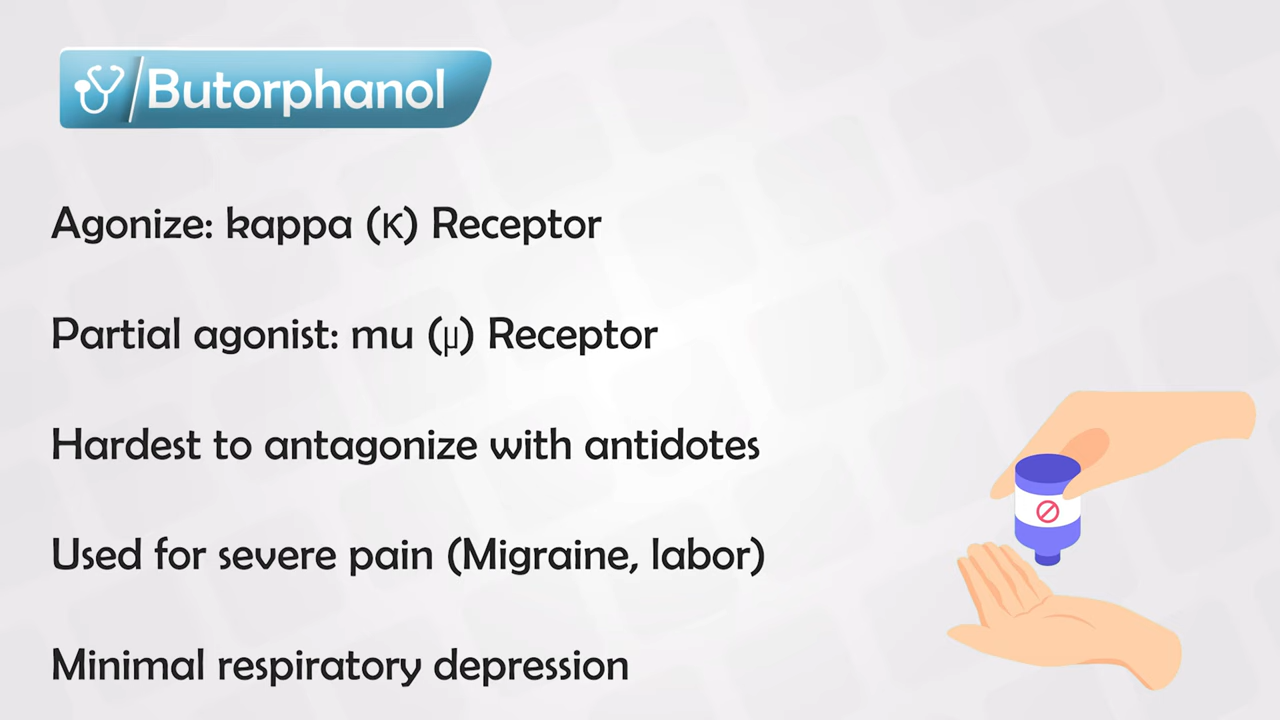 Butorphanol
Agonize: kappa (κ) Receptor
Partial agonist: mu (μ) Receptor
Hardest to antagonize with antidotes
Used for severe pain (Migraine, labor)
Minimal respiratory depression